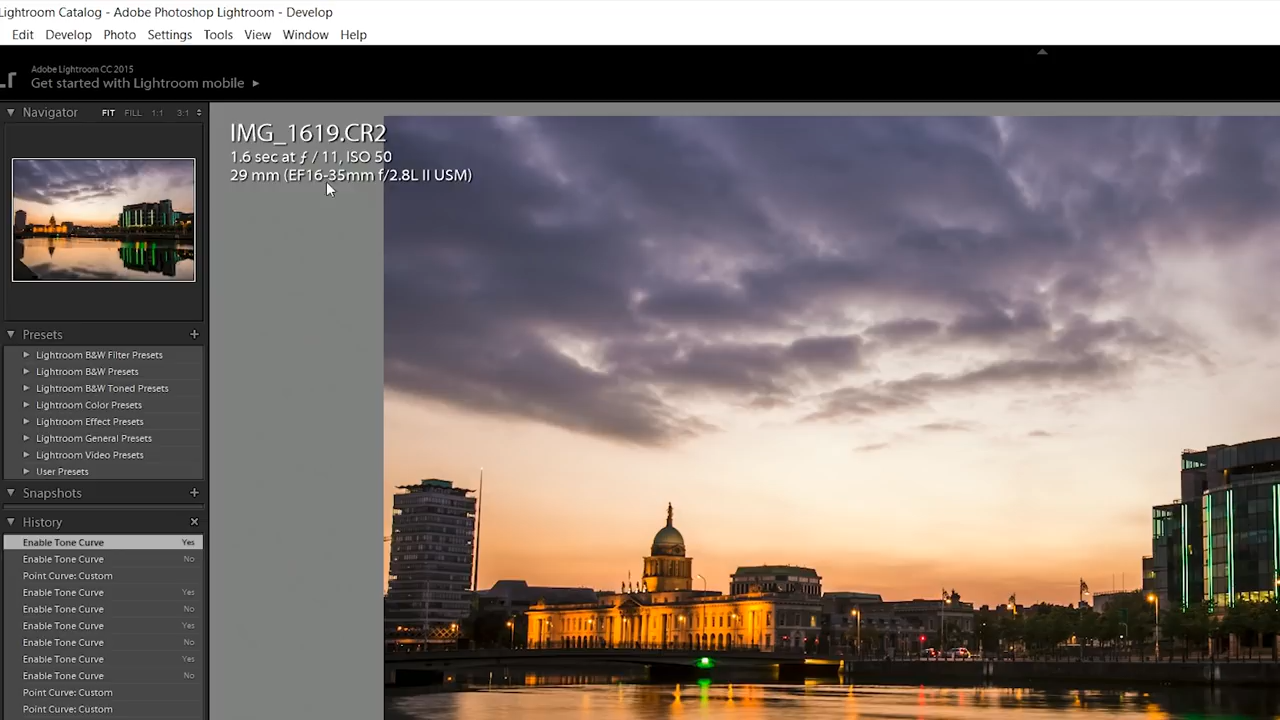 Lightroom Catalog - Adobe Photoshop Lightroom - Develop
Edit Develop Photo Settings Tools View Window Help
Adobe Lightroom CC 2015
Get started with Lightroom mobile
Navigator FIT FILL 1:1 3:1
IMG_1619.CR2
1.6 sec at ƒ / 11, ISO 50
29 mm (EF16-35mm f/2.8L II USM)
Presets
Lightroom B&W Filter Presets
Lightroom B&W Presets
Lightroom B&W Toned Presets
Lightroom Color Presets
Lightroom Effect Presets
Lightroom General Presets
Lightroom Video Presets
User Presets
Snapshots
History
Enable Tone Curve Yes
Enable Tone Curve No
Point Curve: Custom
Enable Tone Curve Yes
Enable Tone Curve No
Enable Tone Curve Yes
Enable Tone Curve No
Enable Tone Curve Yes
Enable Tone Curve No
Point Curve: Custom
Point Curve: Custom